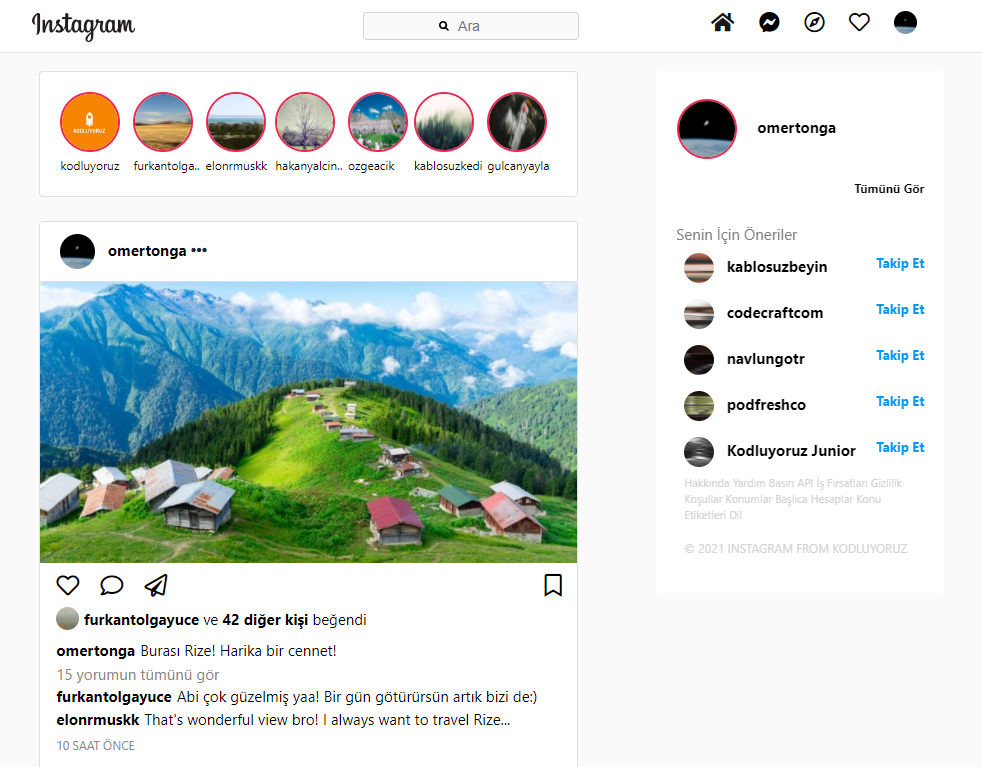 Instagram
Ara
KODLUYORUZ
kodluyoruz furkantolga.. elonrmuskk hakanyalcin.. ozgeacik kablosuzkedi gulcanyayla
omertonga •••
furkantolgayuce ve 42 diğer kişi beğendi
omertonga Burası Rize! Harika bir cennet!
15 yorumun tümünü gör
furkantolgayuce Abi çok güzelmiş yaa! Bir gün götürürsün artık bizi de:)
elonrmuskk That's wonderful view bro! I always want to travel Rize...
10 SAAT ÖNCE
omertonga
Tümünü Gör
Senin İçin Öneriler
kablosuzbeyin Takip Et
codecraftcom Takip Et
navlungotr Takip Et
podfreshco Takip Et
Kodluyoruz Junior Takip Et
Hakkında Yardım Basın API İş Fırsatları Gizlilik
Koşullar Konumlar Başlıca Hesaplar Konu
Etiketleri Dil
© 2021 INSTAGRAM FROM KODLUYORUZ